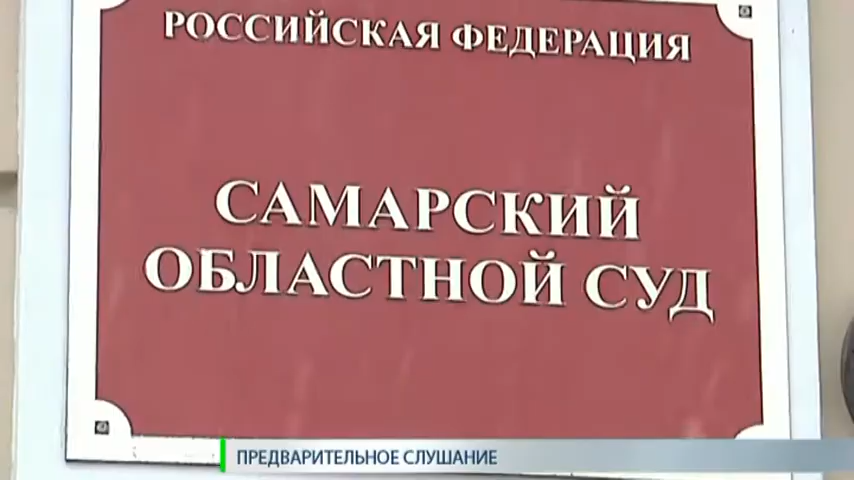 РОССИЙСКАЯ ФЕДЕРАЦИЯ
САМАРСКИЙ
ОБЛАСТНОЙ СУД
ПРЕДВАРИТЕЛЬНОЕ СЛУШАНИЕ